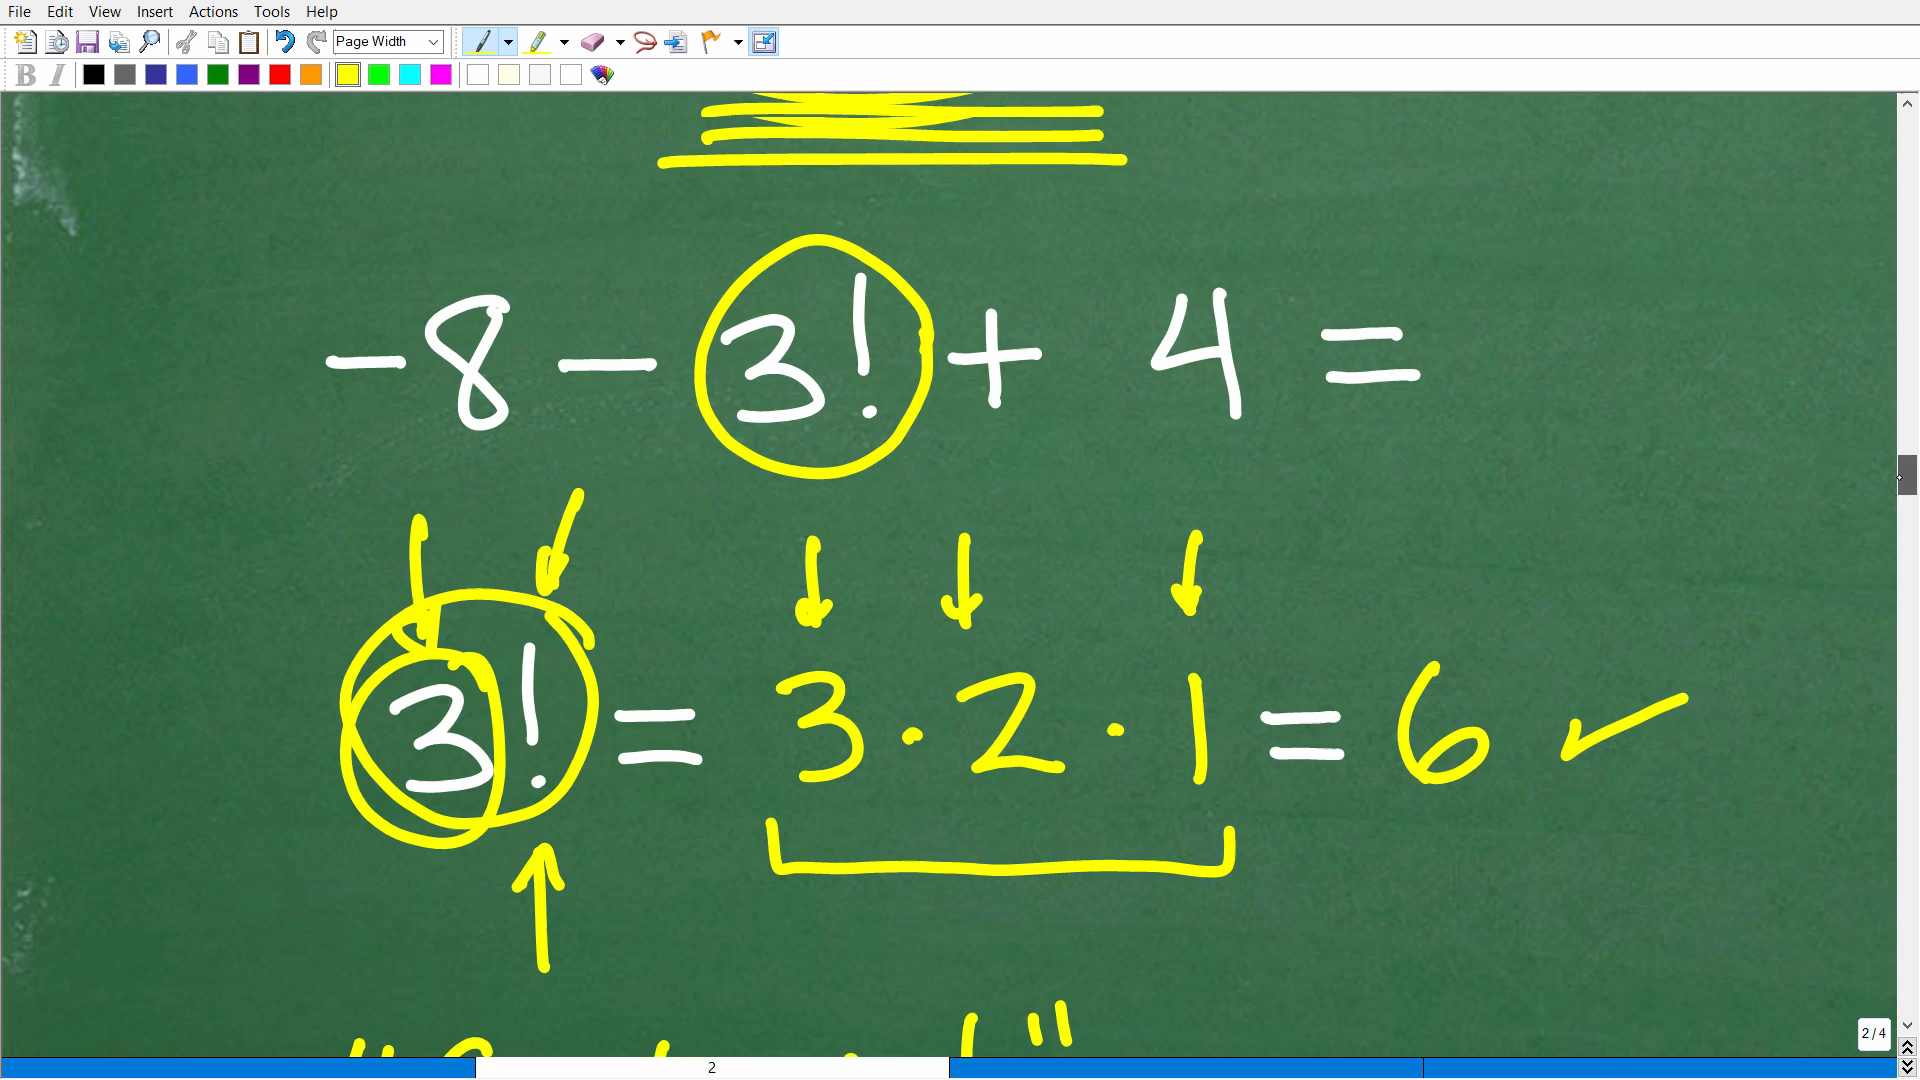 File Edit View Insert Actions Tools Help
Page Width
B I
-8 - 3! + 4 =
3! = 3 · 2 · 1 = 6 ✓
2 / 4
2